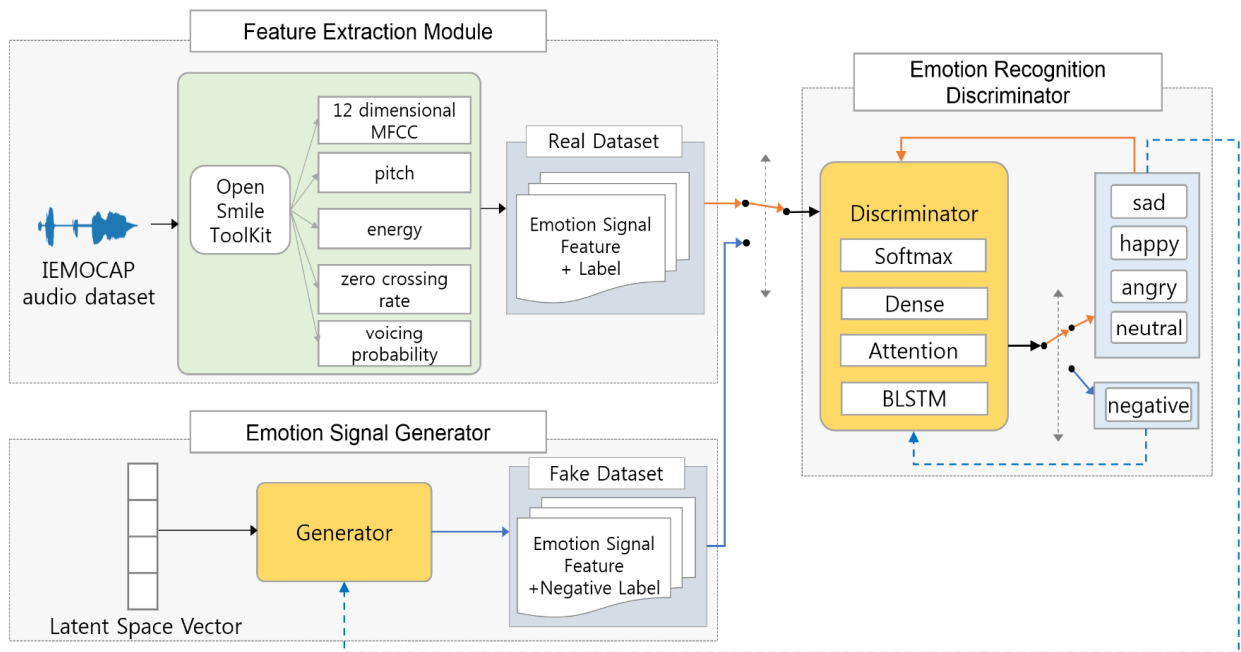 Feature Extraction Module
IEMOCAP
audio dataset
Open
Smile
ToolKit
12 dimensional
MFCC
pitch
energy
zero crossing
rate
voicing
probability
Real Dataset
Emotion Signal
Feature
+ Label
Emotion Signal Generator
Latent Space Vector
Generator
Fake Dataset
Emotion Signal
Feature
+Negative Label
Emotion Recognition
Discriminator
Discriminator
Softmax
Dense
Attention
BLSTM
sad
happy
angry
neutral
negative